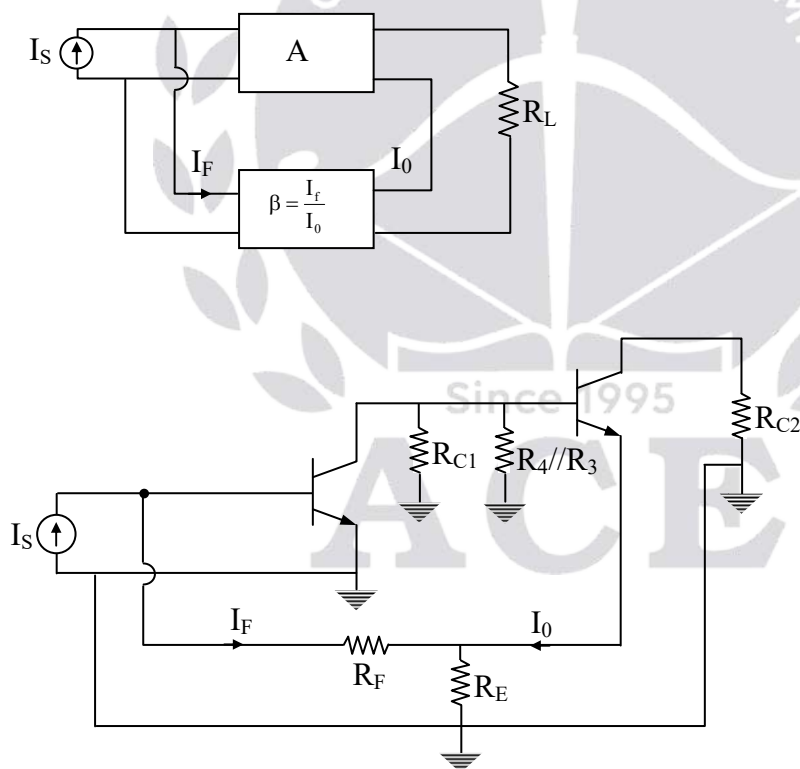 I_S
A
R_L
I_F
I_0
β = I_f / I_0
Since 1995
ACE
R_C2
R_C1
R_4//R_3
I_S
I_F
I_0
R_F
R_E